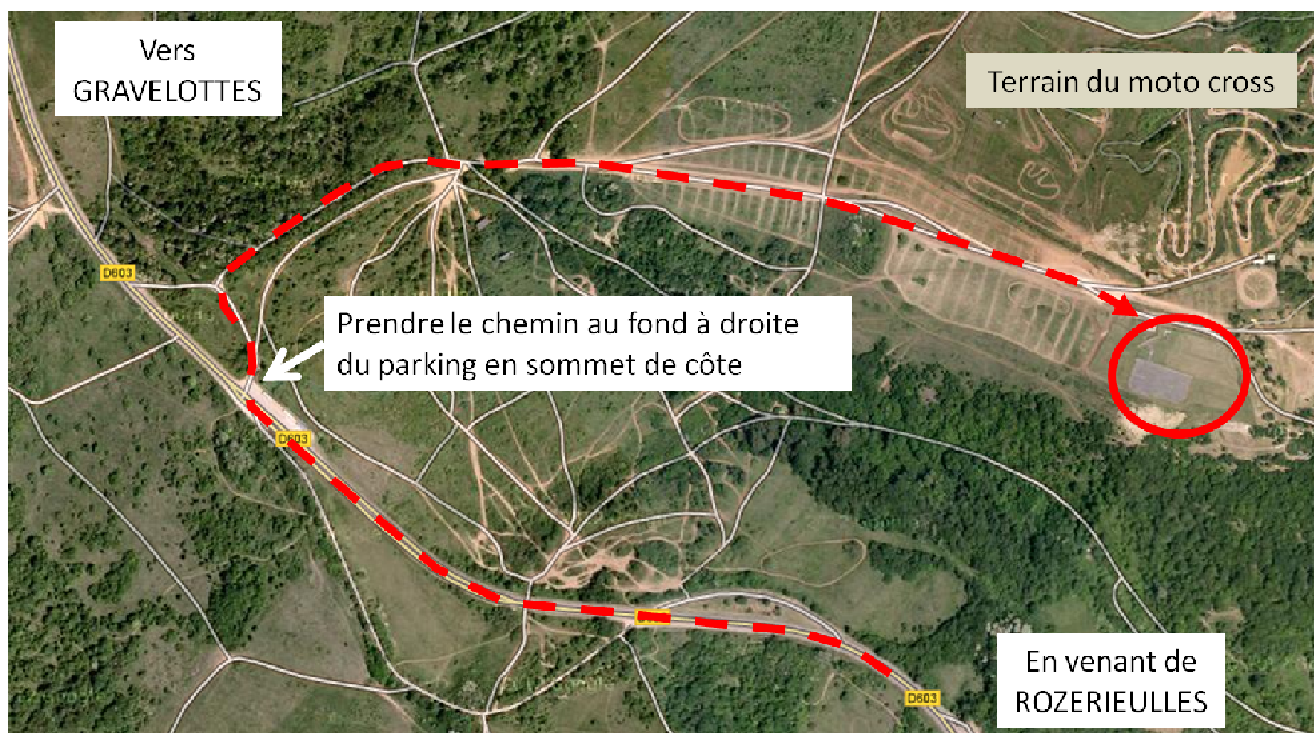 Vers
GRAVELOTTES
Terrain du moto cross
D603
Prendre le chemin au fond à droite
du parking en sommet de côte
D603
En venant de
ROZERIEULLES
D603